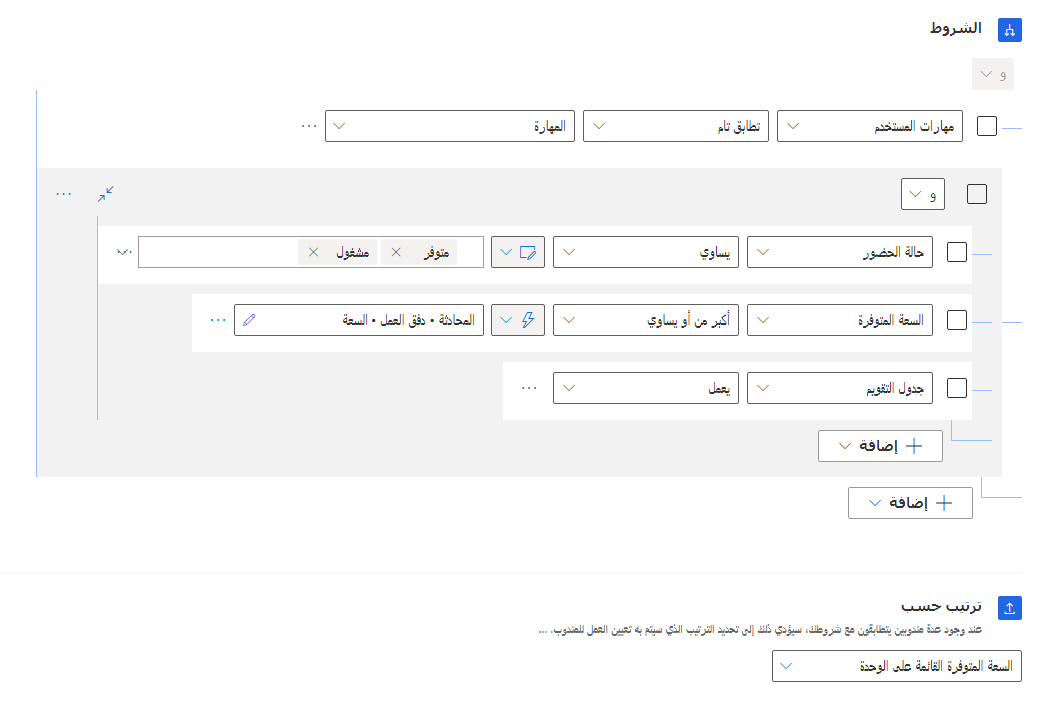 الشروط
و
مهارات المستخدم تطابق تام المهارة ...
و ...
حالة الحضور يساوي متوفر مشغول
السعة المتوفرة أكبر من أو يساوي المحادثة • دفق العمل • السعة ...
جدول التقويم يعمل ...
إضافة
إضافة
ترتيب حسب
عند وجود عدة مندوبين يتطابقون مع شروطك، سيؤدي ذلك إلى تحديد الترتيب الذي سيتم به تعيين العمل للمندوب. ...
السعة المتوفرة القائمة على الوحدة